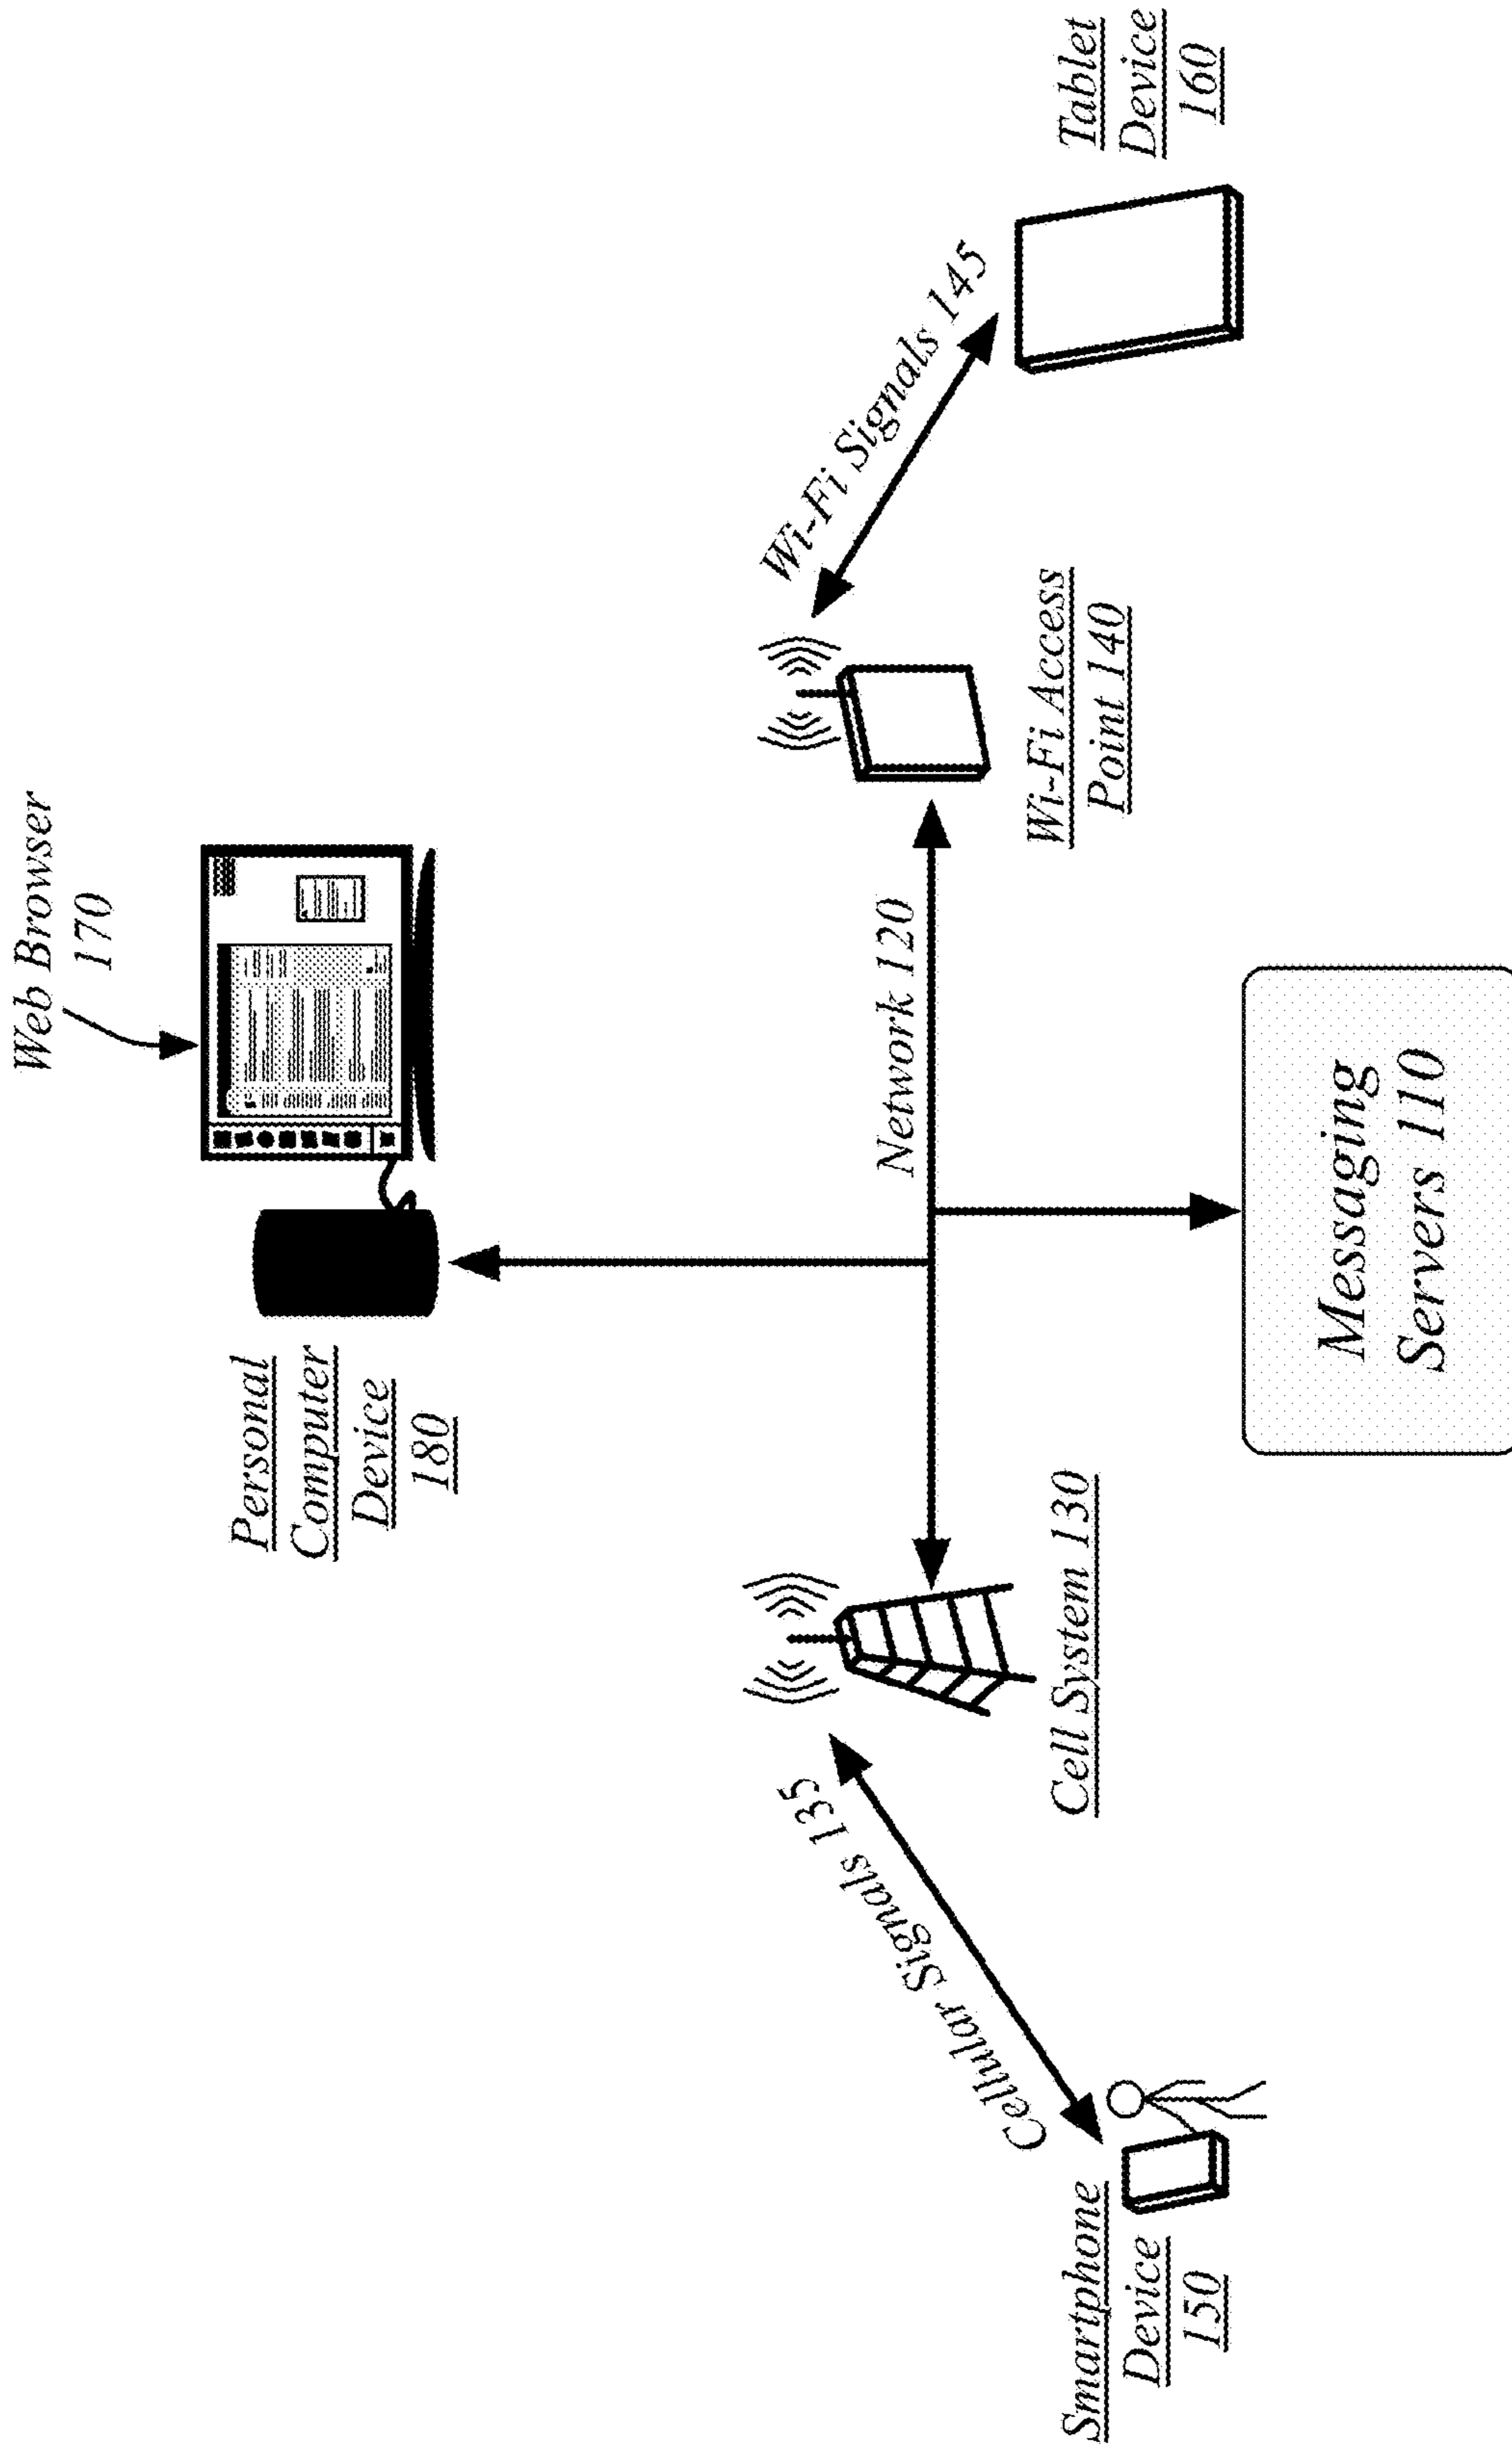 Web Browser
170
Personal
Computer
Device
180
Network 120
Cellular Signals 135
Wi-Fi Signals 145
Smartphone
Device
150
Cell System 130
Wi-Fi Access
Point 140
Tablet
Device
160
Messaging
Servers 110